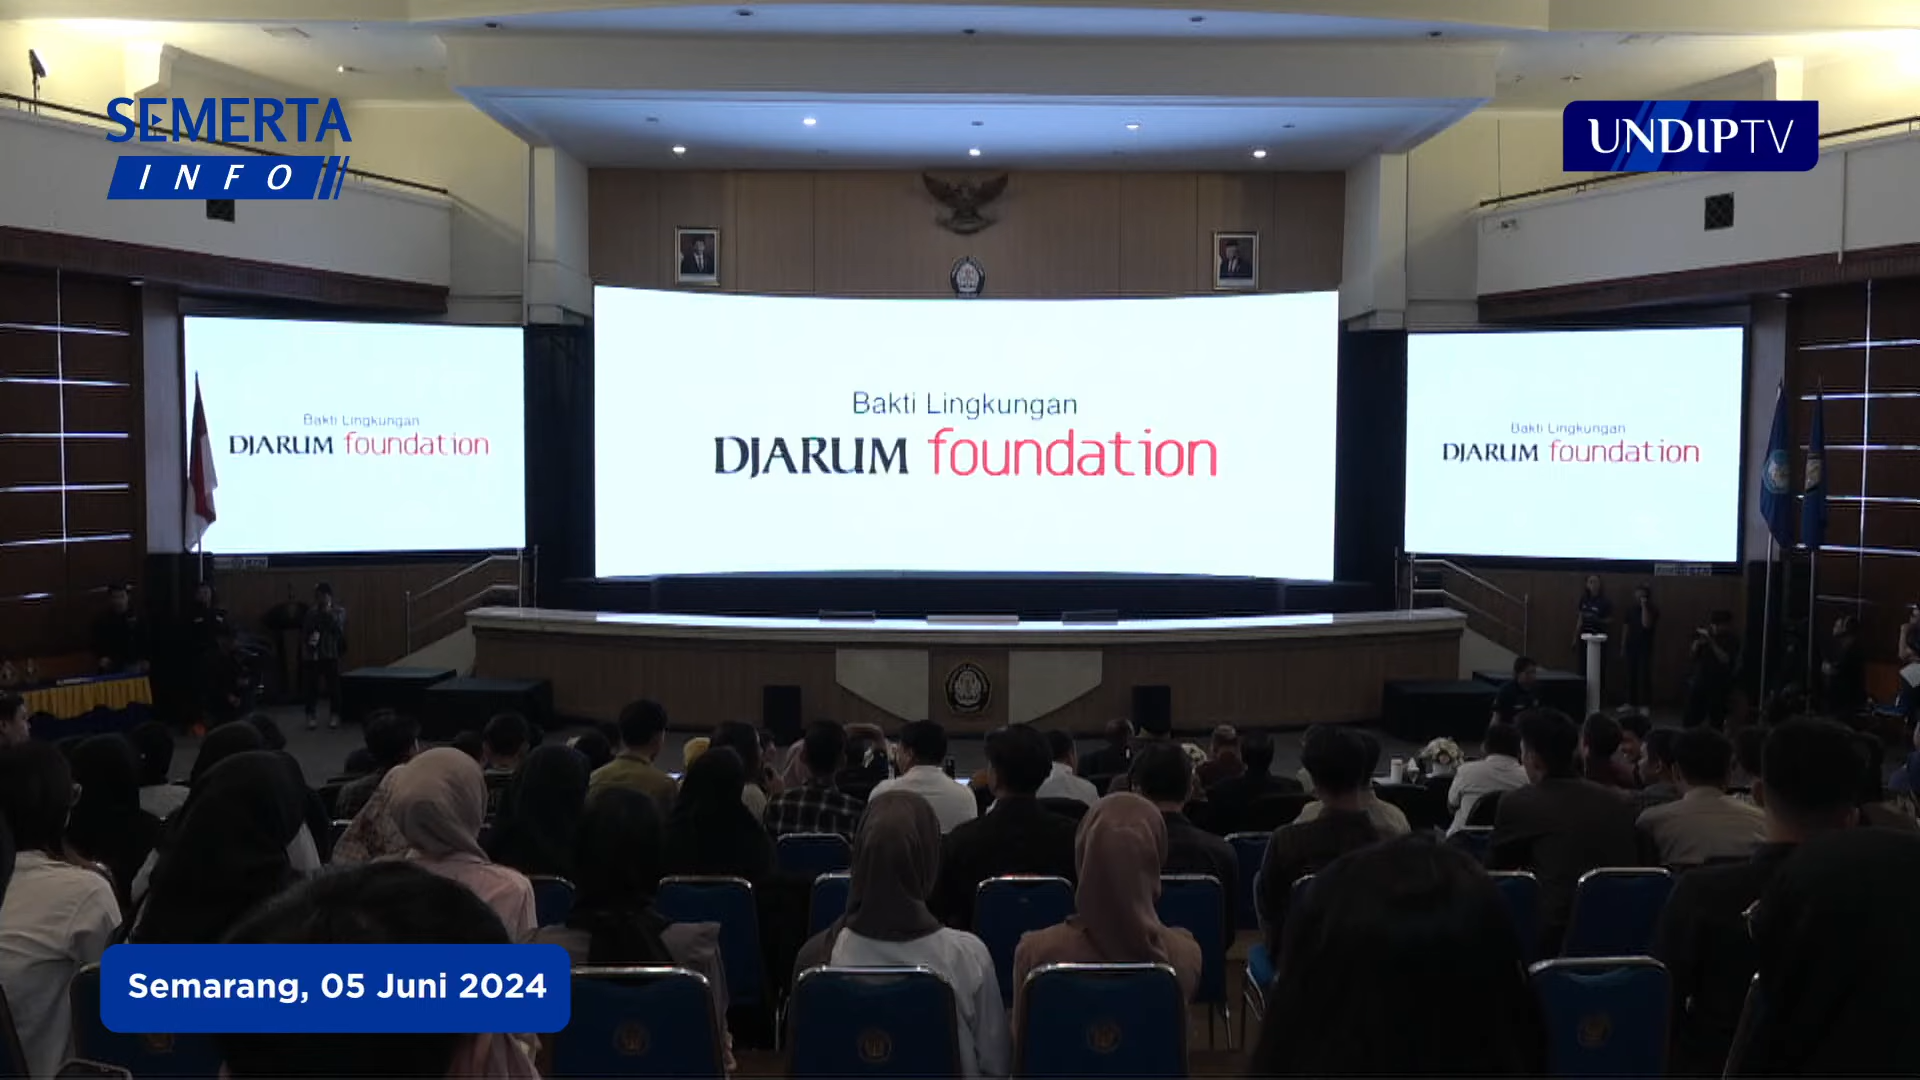 SEMERTA
INFO
UNDIPTV
Bakti Lingkungan
DJARUM foundation
Bakti Lingkungan
DJARUM foundation
Bakti Lingkungan
DJARUM foundation
Semarang, 05 Juni 2024